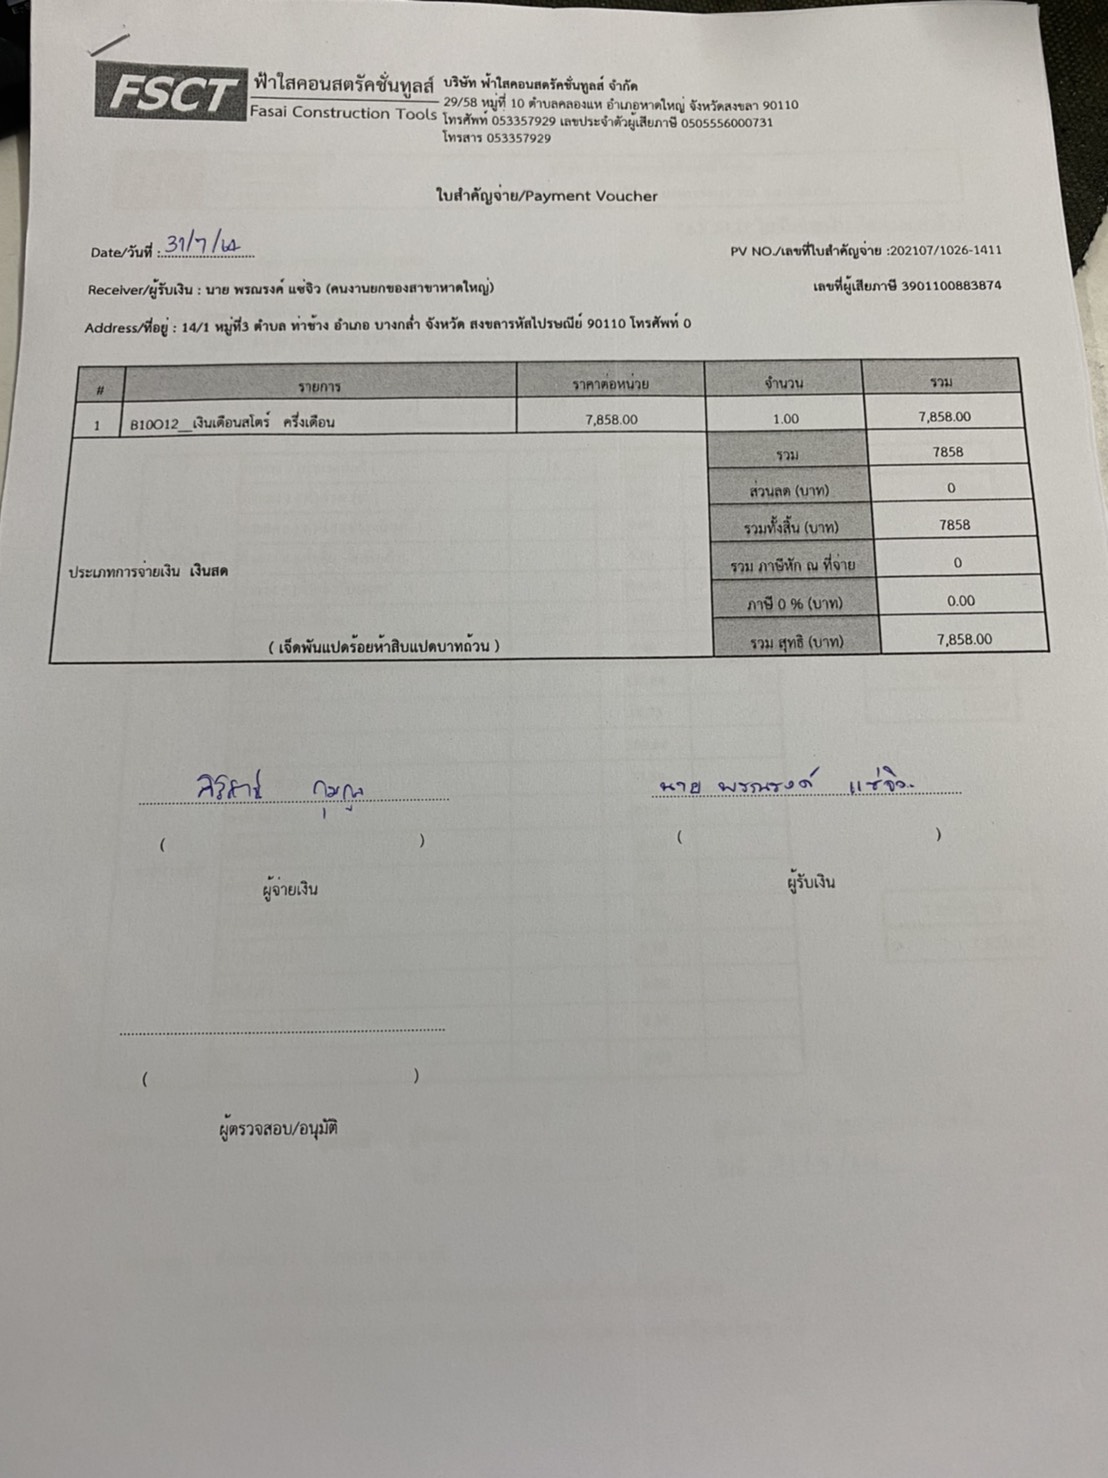 FSCT ฟ้าใสคอนสตรัคชั่นทูลส์
Fasai Construction Tools
บริษัท ฟ้าใสคอนสตรัคชั่นทูลส์ จำกัด
29/58 หมู่ที่ 10 ตำบลคลองแห อำเภอหาดใหญ่ จังหวัดสงขลา 90110
โทรศัพท์ 053357929 เลขประจำตัวผู้เสียภาษี 0505556000731
โทรสาร 053357929
ใบสำคัญจ่าย/Payment Voucher
Date/วันที่ : 31/7/64
PV NO./เลขที่ใบสำคัญจ่าย :202107/1026-1411
Receiver/ผู้รับเงิน : นาย พรณรงค์ แซ่จิว (คนงานยกของสาขาหาดใหญ่)
เลขที่ผู้เสียภาษี 3901100883874
Address/ที่อยู่ : 14/1 หมู่ที่3 ตำบล ท่าช้าง อำเภอ บางกล่ำ จังหวัด สงขลารหัสไปรษณีย์ 90110 โทรศัพท์ 0
# รายการ ราคาต่อหน่วย จำนวน รวม
1 B10O12__เงินเดือนสโตร์ ครึ่งเดือน 7,858.00 1.00 7,858.00
รวม 7858
ส่วนลด (บาท) 0
รวมทั้งสิ้น (บาท) 7858
ประเภทการจ่ายเงิน เงินสด รวม ภาษีหัก ณ ที่จ่าย 0
ภาษี 0 % (บาท) 0.00
( เจ็ดพันแปดร้อยห้าสิบแปดบาทถ้วน ) รวม สุทธิ (บาท) 7,858.00
นาย พรณรงค์ แซ่จิว
( ) ( )
ผู้จ่ายเงิน ผู้รับเงิน
( )
ผู้ตรวจสอบ/อนุมัติ